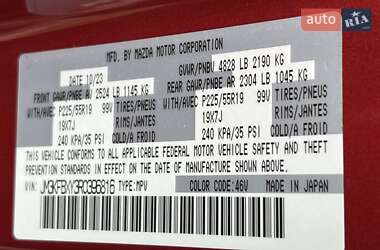 AUTO RIA
.com
MFD. BY MAZDA MOTOR CORPORATION
DATE 10/23 GVWR/PNBV 4828 LB 2190 KG
FRONT GAWR/PNBE AV 2524 LB 1145 KG REAR GAWR/PNBE AR 2304 LB 1045 KG
WITH/AVEC P225/55R19 99V TIRES/PNEUS WITH/AVEC P225/55R19 99V TIRES/PNEUS
19X7J RIMS/JANTES 19X7J RIMS/JANTES
240 KPA/35 PSI COLD/A FROID 240 KPA/35 PSI COLD/A FROID
THIS VEHICLE CONFORMS TO ALL APPLICABLE FEDERAL MOTOR VEHICLE SAFETY, BUMPER AND THEFT
PREVENTION STANDARDS IN EFFECT ON THE DATE OF MANUFACTURE SHOWN ABOVE.
VIN: TYPE:MPV COLOR CODE:46V MADE IN JAPAN